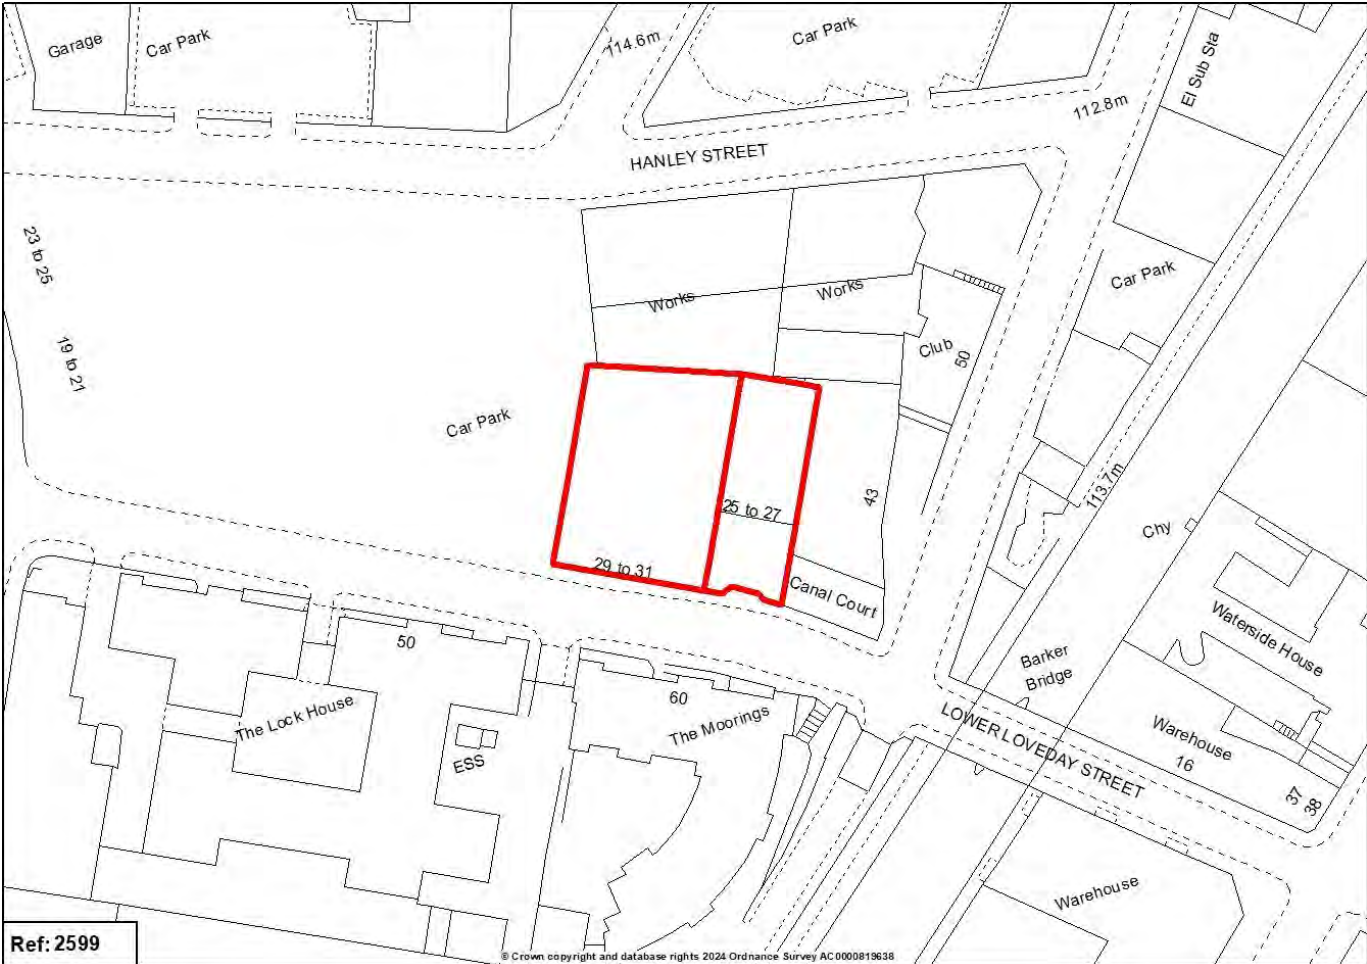 Garage
Car Park
114.6m
Car Park
El Sub Sta
112.8m
HANLEY STREET
23 to 25
Car Park
Works
Works
19 to 21
Club
50
Car Park
113.7m
43
25 to 27
Chy
29 to 31
Canal Court
Waterside House
50
Barker
Bridge
60
The Lock House
The Moorings
LOWER LOVEDAY STREET
Warehouse
16
ESS
37
38
Warehouse
Ref: 2599
© Crown copyright and database rights 2024 Ordnance Survey AC0000819638